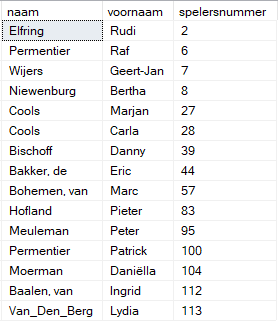 naam voornaam spelersnummer
Elfring Rudi 2
Permentier Raf 6
Wijers Geert-Jan 7
Niewenburg Bertha 8
Cools Marjan 27
Cools Carla 28
Bischoff Danny 39
Bakker, de Eric 44
Bohemen, van Marc 57
Hofland Pieter 83
Meuleman Peter 95
Permentier Patrick 100
Moerman Daniëlla 104
Baalen, van Ingrid 112
Van_Den_Berg Lydia 113